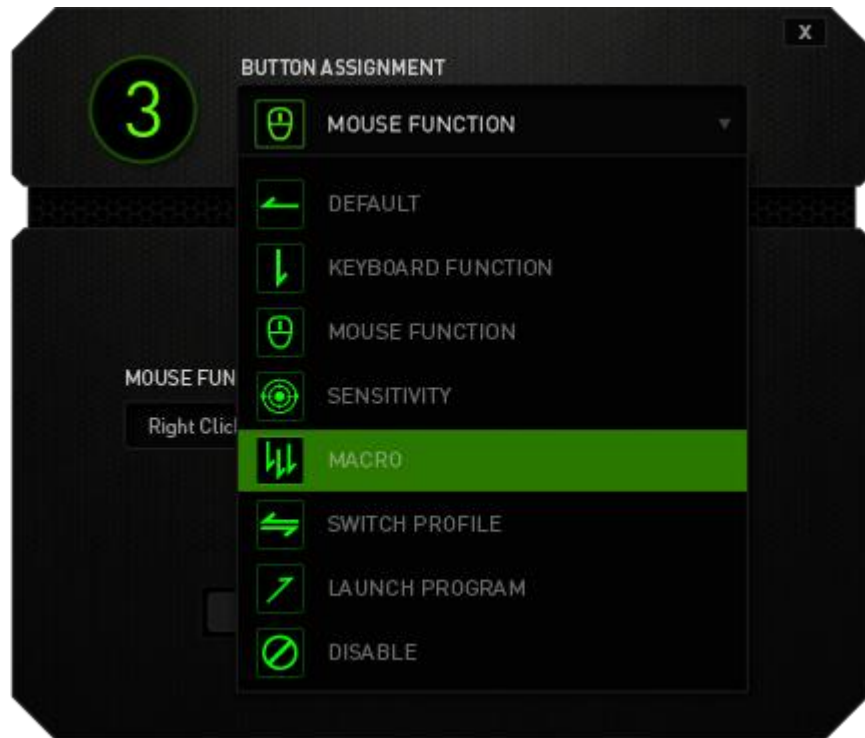 X
3
BUTTON ASSIGNMENT
MOUSE FUNCTION
DEFAULT
KEYBOARD FUNCTION
MOUSE FUNCTION
SENSITIVITY
MOUSE FUN
Right Clic
MACRO
SWITCH PROFILE
LAUNCH PROGRAM
DISABLE